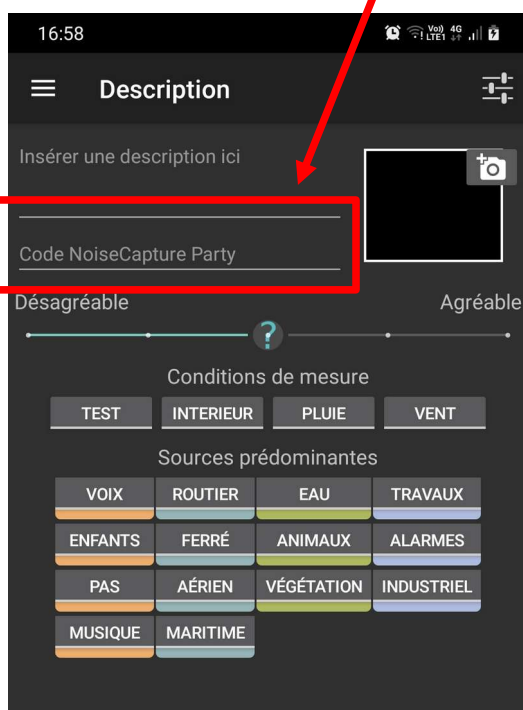 16:58 Vo)) 4G LTE1
Description
Insérer une description ici
Code NoiseCapture Party
Désagréable Agréable
?
Conditions de mesure
TEST INTERIEUR PLUIE VENT
Sources prédominantes
VOIX ROUTIER EAU TRAVAUX
ENFANTS FERRÉ ANIMAUX ALARMES
PAS AÉRIEN VÉGÉTATION INDUSTRIEL
MUSIQUE MARITIME